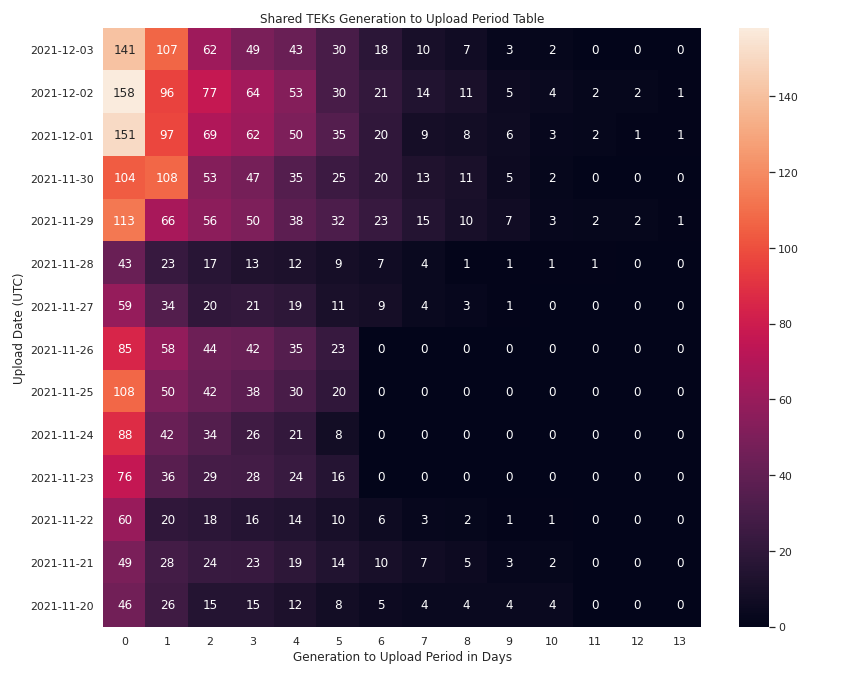 Shared TEKs Generation to Upload Period Table
Upload Date (UTC)
2021-12-03 141 107 62 49 43 30 18 10 7 3 2 0 0 0
2021-12-02 158 96 77 64 53 30 21 14 11 5 4 2 2 1
2021-12-01 151 97 69 62 50 35 20 9 8 6 3 2 1 1
2021-11-30 104 108 53 47 35 25 20 13 11 5 2 0 0 0
2021-11-29 113 66 56 50 38 32 23 15 10 7 3 2 2 1
2021-11-28 43 23 17 13 12 9 7 4 1 1 1 1 0 0
2021-11-27 59 34 20 21 19 11 9 4 3 1 0 0 0 0
2021-11-26 85 58 44 42 35 23 0 0 0 0 0 0 0 0
2021-11-25 108 50 42 38 30 20 0 0 0 0 0 0 0 0
2021-11-24 88 42 34 26 21 8 0 0 0 0 0 0 0 0
2021-11-23 76 36 29 28 24 16 0 0 0 0 0 0 0 0
2021-11-22 60 20 18 16 14 10 6 3 2 1 1 0 0 0
2021-11-21 49 28 24 23 19 14 10 7 5 3 2 0 0 0
2021-11-20 46 26 15 15 12 8 5 4 4 4 4 0 0 0
0 1 2 3 4 5 6 7 8 9 10 11 12 13
Generation to Upload Period in Days
140
120
100
80
60
40
20
0